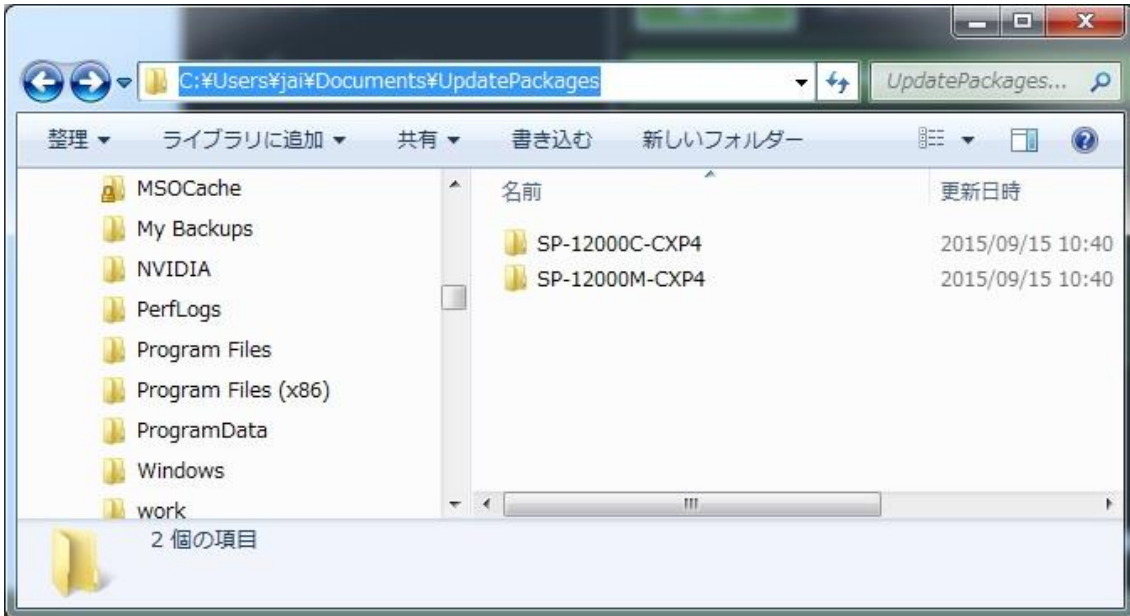 C:¥Users¥jai¥Documents¥UpdatePackages
UpdatePackages...
整理 ライブラリに追加 共有 書き込む 新しいフォルダー
MSOCache
My Backups
NVIDIA
PerfLogs
Program Files
Program Files (x86)
ProgramData
Windows
work
名前 更新日時
SP-12000C-CXP4 2015/09/15 10:40
SP-12000M-CXP4 2015/09/15 10:40
2 個の項目